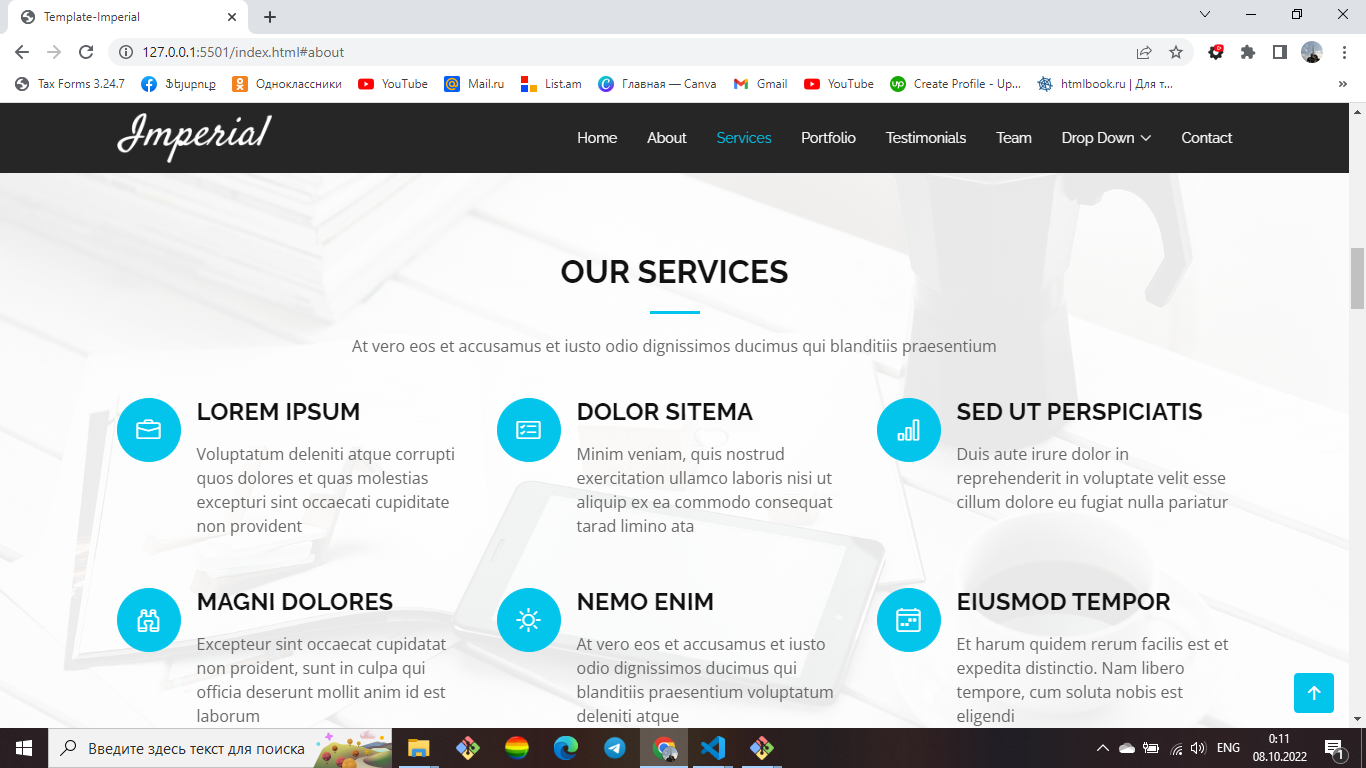 Template-Imperial
127.0.0.1:5501/index.html#about
Tax Forms 3.24.7
Ֆեյսբուք
Одноклассники
YouTube
Mail.ru
List.am
Главная — Canva
Gmail
YouTube
Create Profile - Up...
htmlbook.ru | Для т...
Imperial
Home
About
Services
Portfolio
Testimonials
Team
Drop Down
Contact
OUR SERVICES
At vero eos et accusamus et iusto odio dignissimos ducimus qui blanditiis praesentium
LOREM IPSUM
Voluptatum deleniti atque corrupti
quos dolores et quas molestias
excepturi sint occaecati cupiditate
non provident
DOLOR SITEMA
Minim veniam, quis nostrud
exercitation ullamco laboris nisi ut
aliquip ex ea commodo consequat
tarad limino ata
SED UT PERSPICIATIS
Duis aute irure dolor in
reprehenderit in voluptate velit esse
cillum dolore eu fugiat nulla pariatur
MAGNI DOLORES
Excepteur sint occaecat cupidatat
non proident, sunt in culpa qui
officia deserunt mollit anim id est
laborum
NEMO ENIM
At vero eos et accusamus et iusto
odio dignissimos ducimus qui
blanditiis praesentium voluptatum
deleniti atque
EIUSMOD TEMPOR
Et harum quidem rerum facilis est et
expedita distinctio. Nam libero
tempore, cum soluta nobis est
eligendi
Введите здесь текст для поиска
ENG
0:11
08.10.2022
1